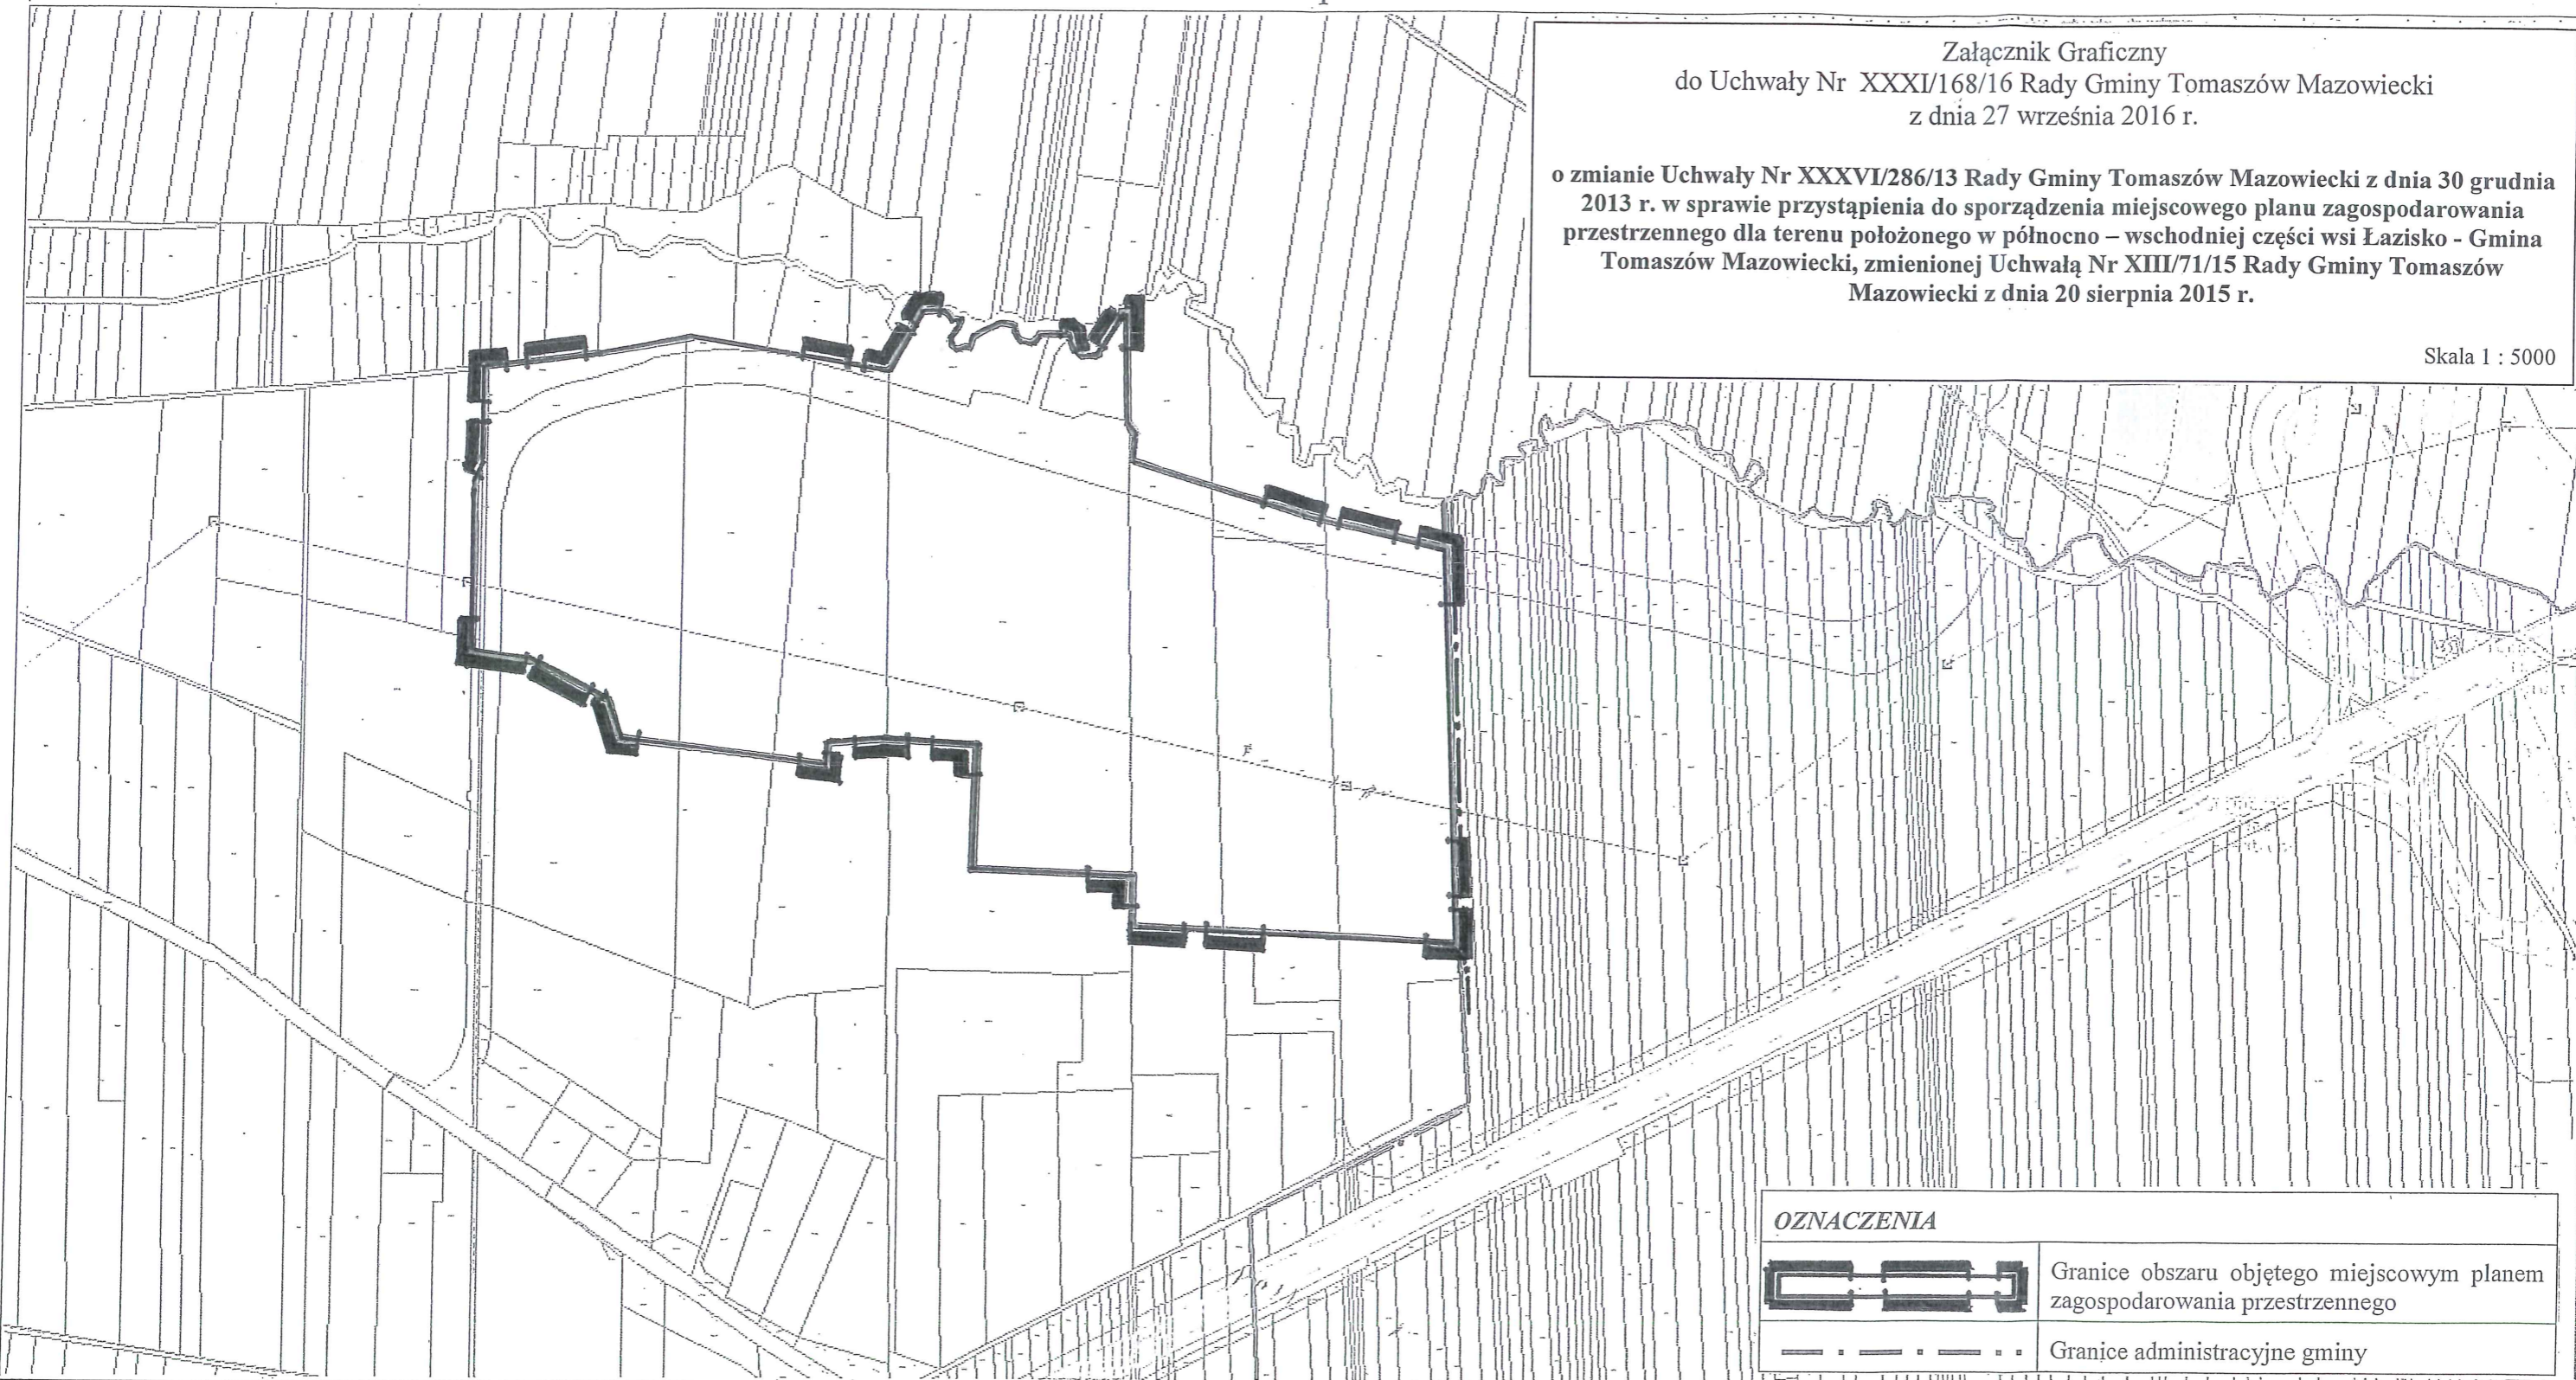 Załącznik Graficzny
do Uchwały Nr XXXI/168/16 Rady Gminy Tomaszów Mazowiecki
z dnia 27 września 2016 r.
o zmianie Uchwały Nr XXXVI/286/13 Rady Gminy Tomaszów Mazowiecki z dnia 30 grudnia
2013 r. w sprawie przystąpienia do sporządzenia miejscowego planu zagospodarowania
przestrzennego dla terenu położonego w północno – wschodniej części wsi Łazisko - Gmina
Tomaszów Mazowiecki, zmienionej Uchwałą Nr XIII/71/15 Rady Gminy Tomaszów
Mazowiecki z dnia 20 sierpnia 2015 r.
Skala 1 : 5000
OZNACZENIA
Granice obszaru objętego miejscowym planem
zagospodarowania przestrzennego
Granice administracyjne gminy